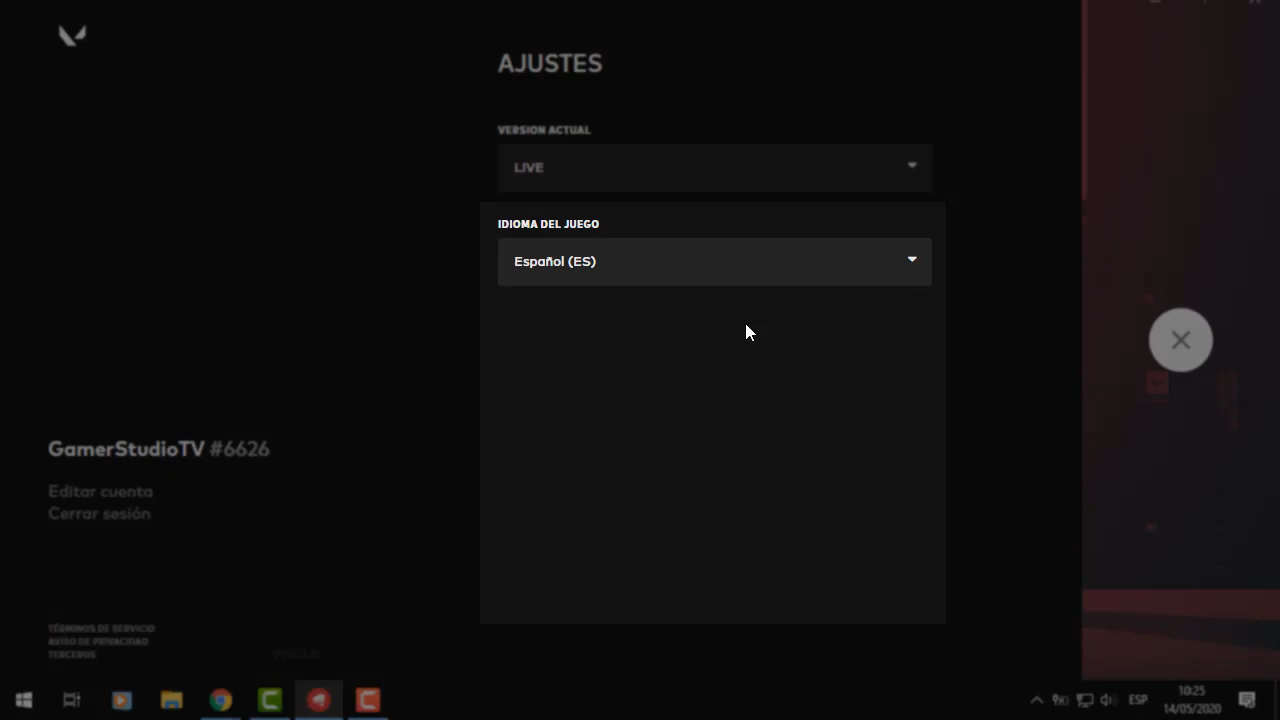 AJUSTES
VERSION ACTUAL
LIVE
IDIOMA DEL JUEGO
Español (ES)
GamerStudioTV #6626
Editar cuenta
Cerrar sesión
TÉRMINOS DE SERVICIO
AVISO DE PRIVACIDAD
TERCEROS
ESP
10:25
14/05/2020